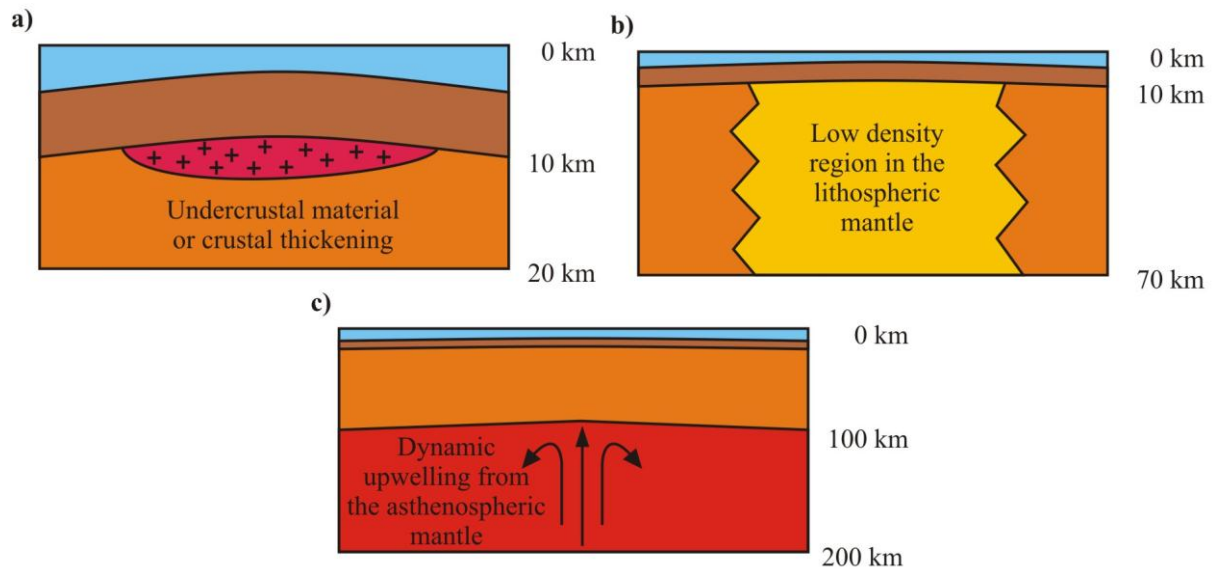 a)
0 km
10 km
Undercrustal material
or crustal thickening
20 km
b)
0 km
10 km
Low density
region in the
lithospheric
mantle
70 km
c)
0 km
100 km
Dynamic
upwelling from
the asthenospheric
mantle
200 km